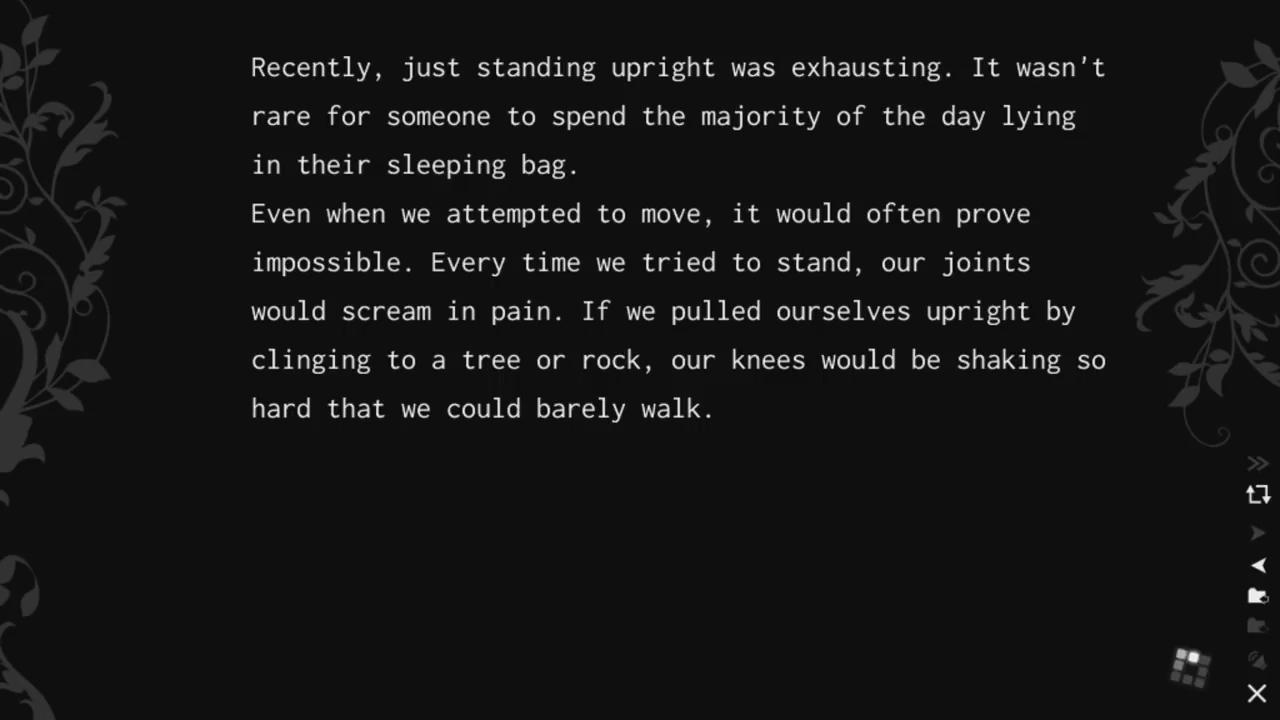 Recently, just standing upright was exhausting. It wasn't
rare for someone to spend the majority of the day lying
in their sleeping bag.
Even when we attempted to move, it would often prove
impossible. Every time we tried to stand, our joints
would scream in pain. If we pulled ourselves upright by
clinging to a tree or rock, our knees would be shaking so
hard that we could barely walk.